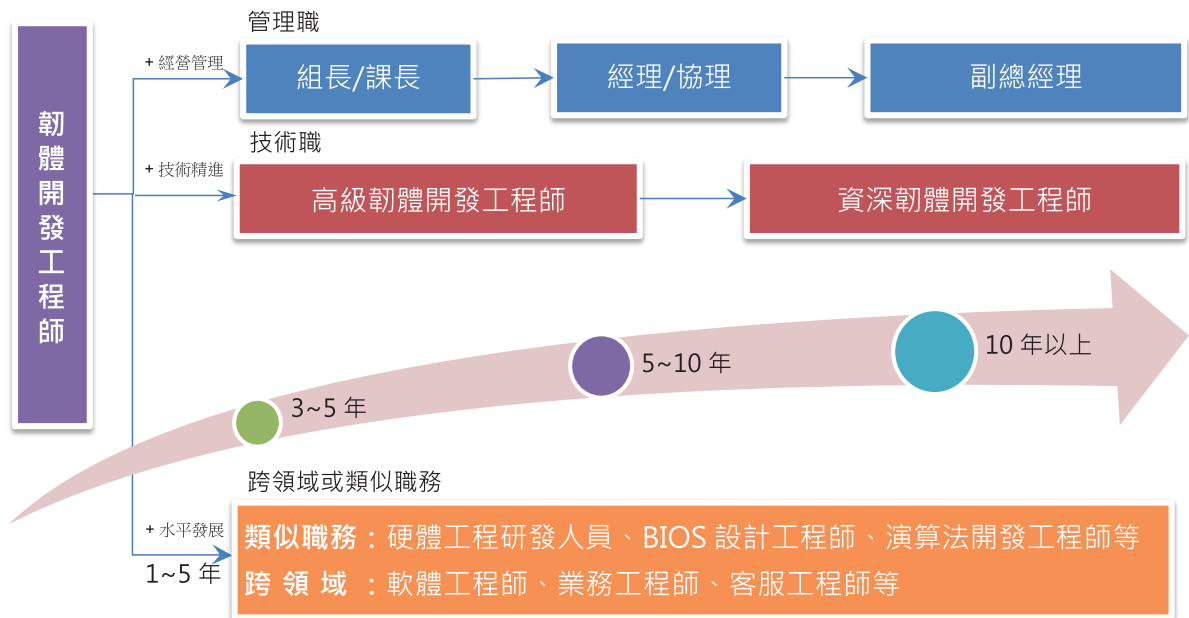 韌體開發工程師
管理職
+ 經營管理
組長/課長
經理/協理
副總經理
技術職
+ 技術精進
高級韌體開發工程師
資深韌體開發工程師
3~5 年
5~10 年
10 年以上
跨領域或類似職務
+ 水平發展
1~5 年
類似職務：硬體工程研發人員、BIOS 設計工程師、演算法開發工程師等
跨 領 域 ：軟體工程師、業務工程師、客服工程師等